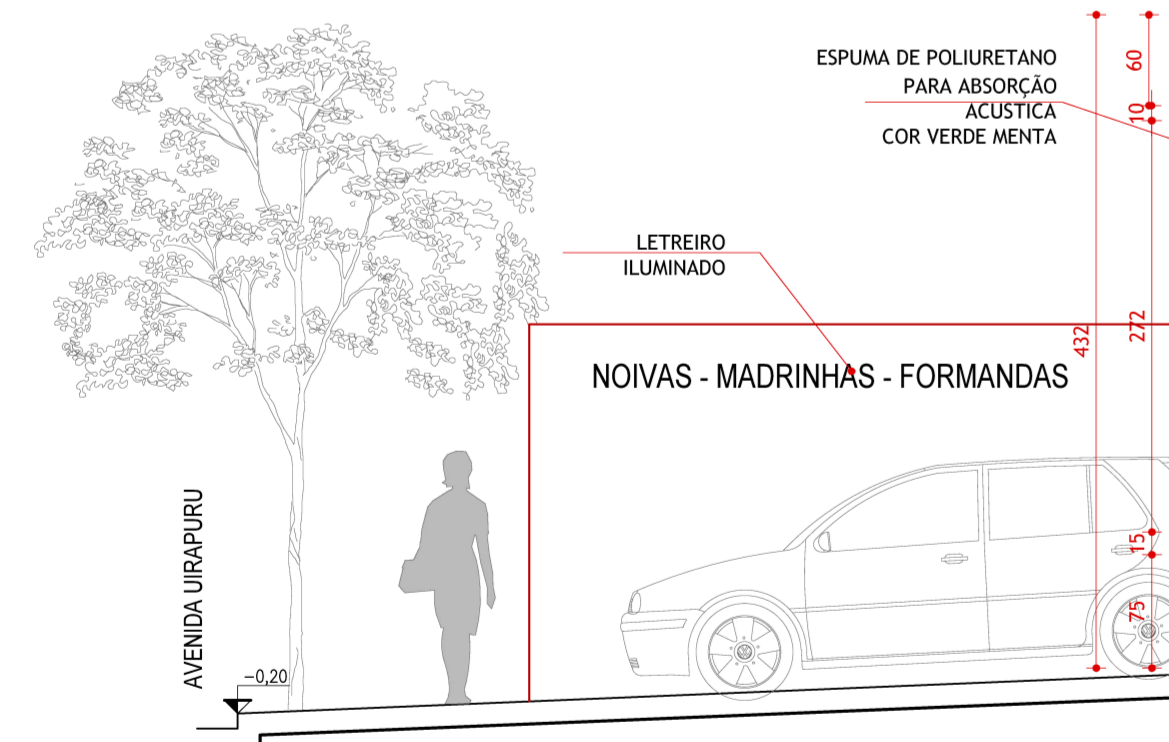 ESPUMA DE POLIURETANO
PARA ABSORÇÃO
ACUSTICA
COR VERDE MENTA
60
10
LETREIRO
ILUMINADO
432
272
NOIVAS - MADRINHAS - FORMANDAS
AVENIDA UIRAPURU
15
75
-0,20